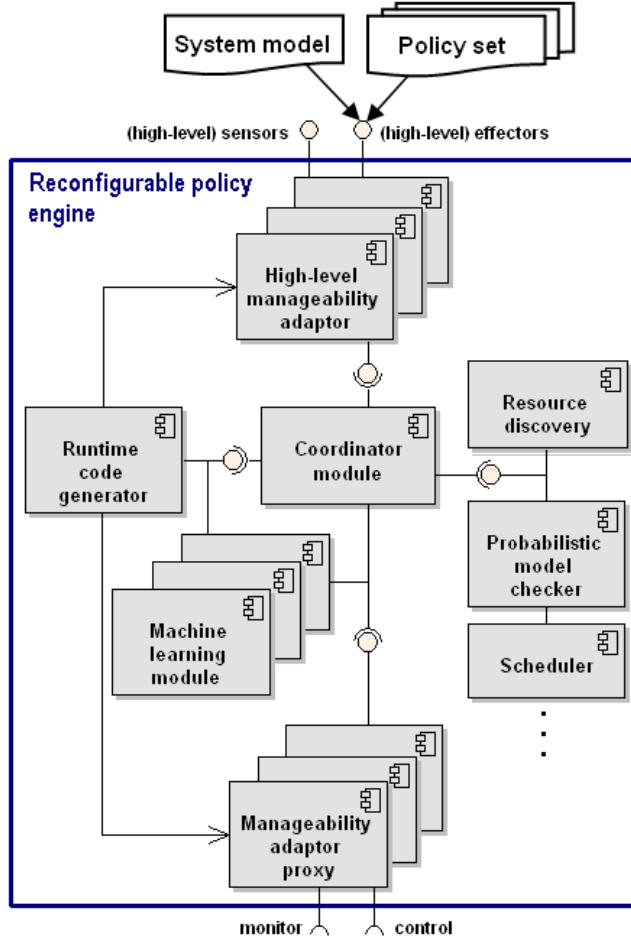 System model
Policy set
(high-level) sensors
(high-level) effectors
Reconfigurable policy
engine
High-level
manageability
adaptor
Runtime
code
generator
Coordinator
module
Resource
discovery
Probabilistic
model
checker
Machine
learning
module
Scheduler
Manageability
adaptor
proxy
monitor
control